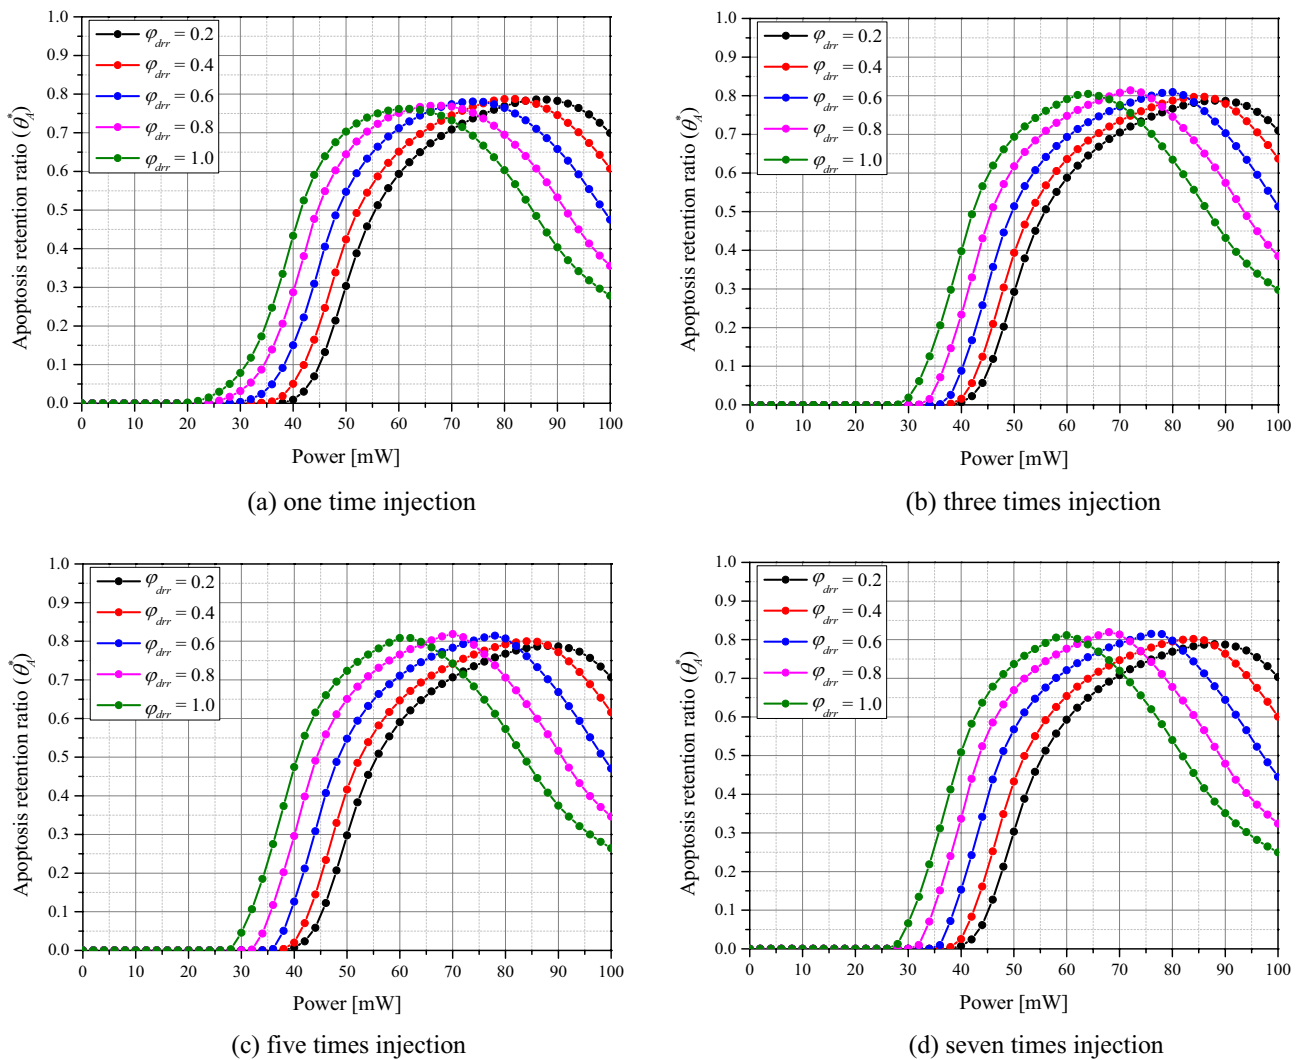 1.0
0.9
0.8
0.7
0.6
0.5
0.4
0.3
0.2
0.1
0.0
Apoptosis retention ratio (θ*A)
φdrr = 0.2
φdrr = 0.4
φdrr = 0.6
φdrr = 0.8
φdrr = 1.0
0 10 20 30 40 50 60 70 80 90 100
Power [mW]
(a) one time injection
1.0
0.9
0.8
0.7
0.6
0.5
0.4
0.3
0.2
0.1
0.0
Apoptosis retention ratio (θ*A)
φdrr = 0.2
φdrr = 0.4
φdrr = 0.6
φdrr = 0.8
φdrr = 1.0
0 10 20 30 40 50 60 70 80 90 100
Power [mW]
(b) three times injection
1.0
0.9
0.8
0.7
0.6
0.5
0.4
0.3
0.2
0.1
0.0
Apoptosis retention ratio (θ*A)
φdrr = 0.2
φdrr = 0.4
φdrr = 0.6
φdrr = 0.8
φdrr = 1.0
0 10 20 30 40 50 60 70 80 90 100
Power [mW]
(c) five times injection
1.0
0.9
0.8
0.7
0.6
0.5
0.4
0.3
0.2
0.1
0.0
Apoptosis retention ratio (θ*A)
φdrr = 0.2
φdrr = 0.4
φdrr = 0.6
φdrr = 0.8
φdrr = 1.0
0 10 20 30 40 50 60 70 80 90 100
Power [mW]
(d) seven times injection